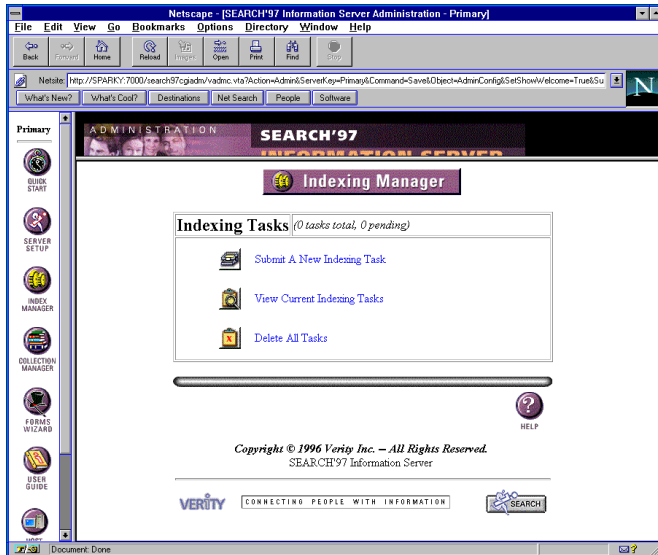 Netscape - [SEARCH'97 Information Server Administration - Primary]
File Edit View Go Bookmarks Options Directory Window Help
Back Forward Home Reload Images Open Print Find Stop
Netsite: http://SPARKY:7000/search97cgiadm/vadmc.vta?Action=Admin&ServerKey=Primary&Command=Save&Object=AdminConfig&SetShowWelcome=True&Su
N
What's New? What's Cool? Destinations Net Search People Software
Primary
QUICK
START
SERVER
SETUP
INDEX
MANAGER
COLLECTION
MANAGER
FORMS
WIZARD
USER
GUIDE
HOST
ADMINISTRATION
SEARCH'97
INFORMATION SERVER
Indexing Manager
Indexing Tasks (0 tasks total, 0 pending)
Submit A New Indexing Task
View Current Indexing Tasks
Delete All Tasks
?
HELP
Copyright © 1996 Verity Inc. – All Rights Reserved.
SEARCH'97 Information Server
VERITY CONNECTING PEOPLE WITH INFORMATION SEARCH
Document: Done
?